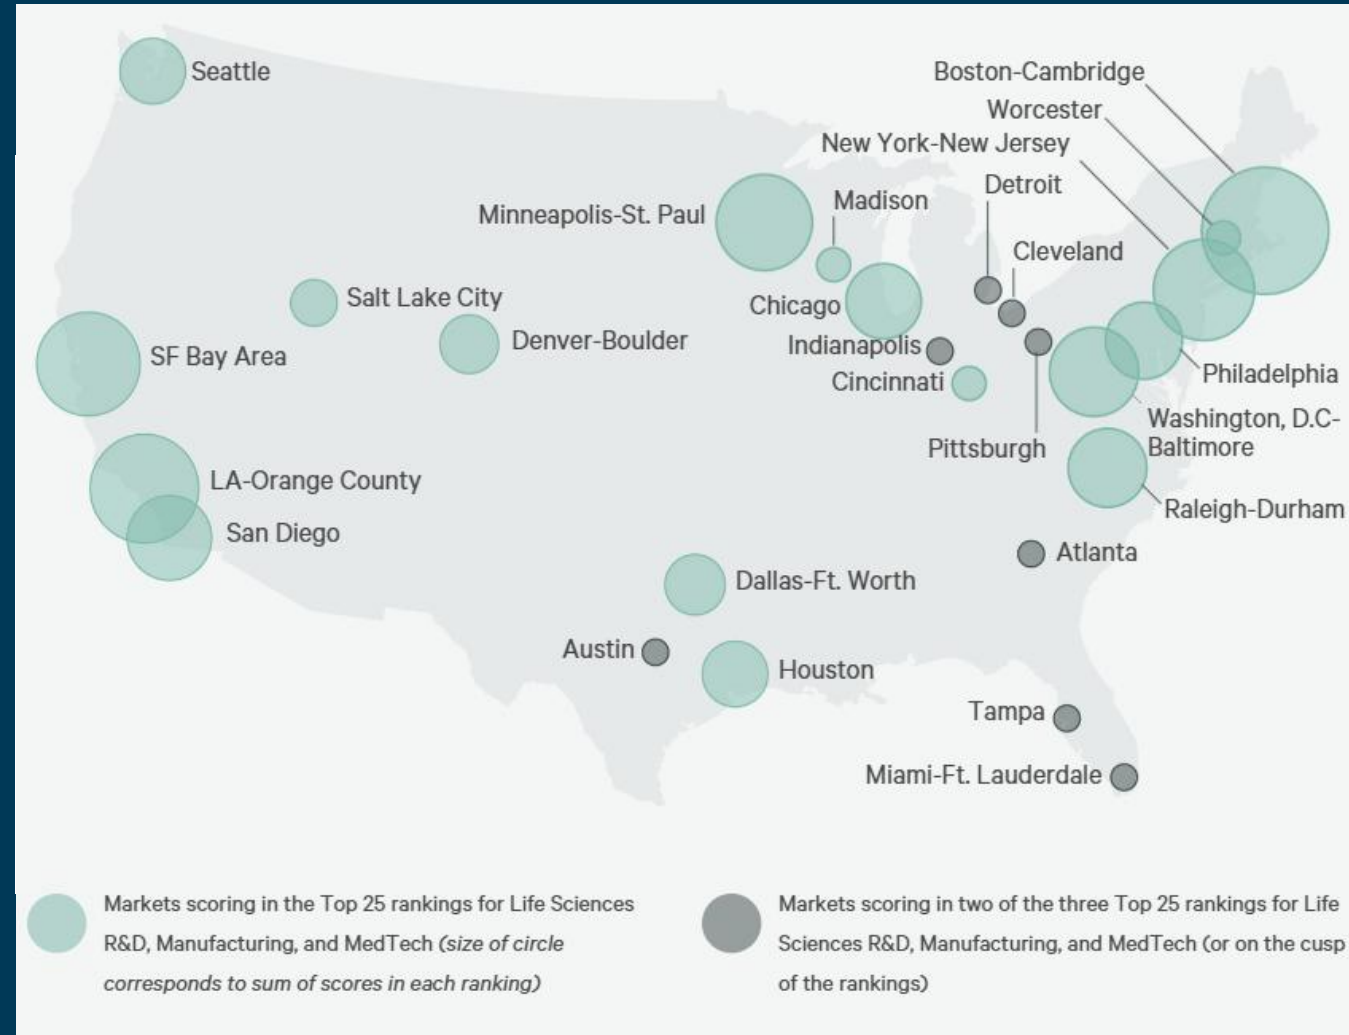 Seattle
Boston-Cambridge
Worcester
New York-New Jersey
Detroit
Madison
Minneapolis-St. Paul
Cleveland
Salt Lake City
Chicago
Denver-Boulder
Indianapolis
SF Bay Area
Philadelphia
Cincinnati
Washington, D.C-
Baltimore
Pittsburgh
LA-Orange County
Raleigh-Durham
San Diego
Atlanta
Dallas-Ft. Worth
Austin
Houston
Tampa
Miami-Ft. Lauderdale
Markets scoring in the Top 25 rankings for Life Sciences
R&D, Manufacturing, and MedTech (size of circle
corresponds to sum of scores in each ranking)
Markets scoring in two of the three Top 25 rankings for Life
Sciences R&D, Manufacturing, and MedTech (or on the cusp
of the rankings)